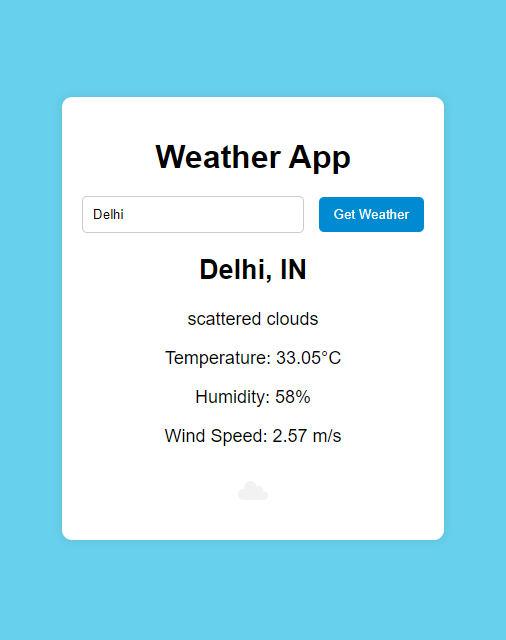 Weather App
Delhi
Get Weather
Delhi, IN
scattered clouds
Temperature: 33.05°C
Humidity: 58%
Wind Speed: 2.57 m/s